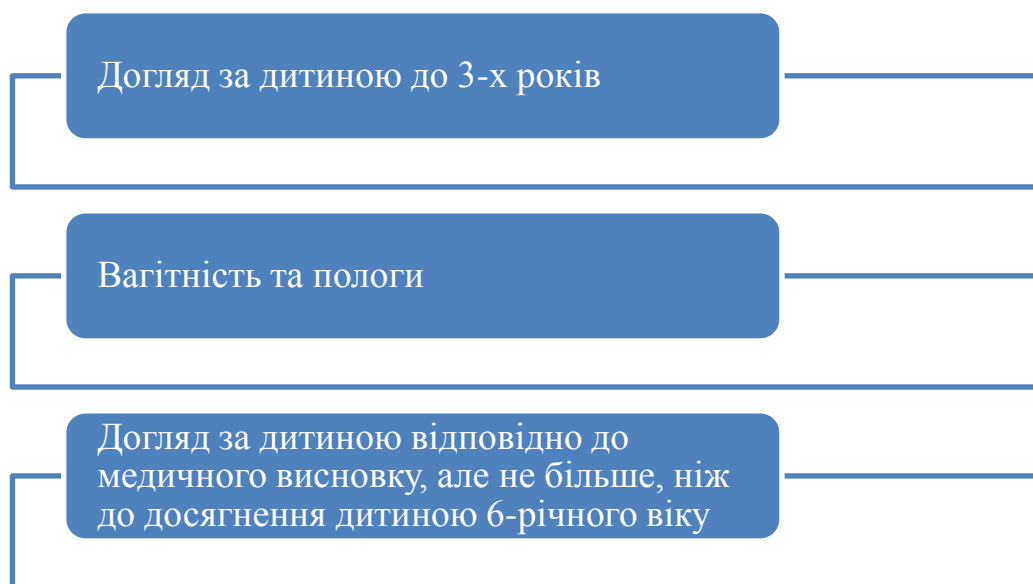 Догляд за дитиною до 3-х років
Вагітність та пологи
Догляд за дитиною відповідно до
медичного висновку, але не більше, ніж
до досягнення дитиною 6-річного віку